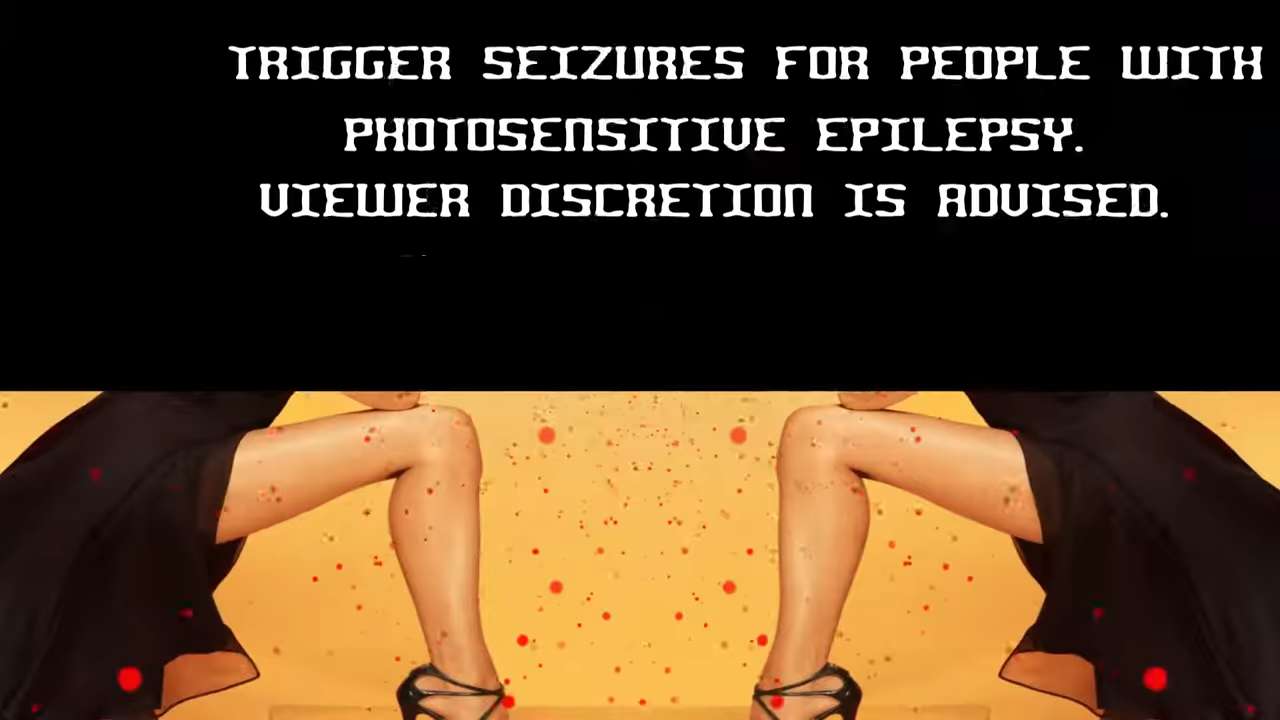 TRIGGER SEIZURES FOR PEOPLE WITH
PHOTOSENSITIVE EPILEPSY.
VIEWER DISCRETION IS ADVISED.